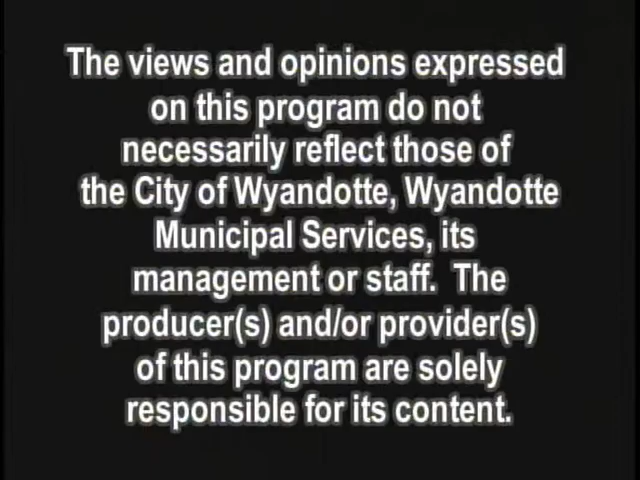 The views and opinions expressed
on this program do not
necessarily reflect those of
the City of Wyandotte, Wyandotte
Municipal Services, its
management or staff.  The
producer(s) and/or provider(s)
of this program are solely
responsible for its content.